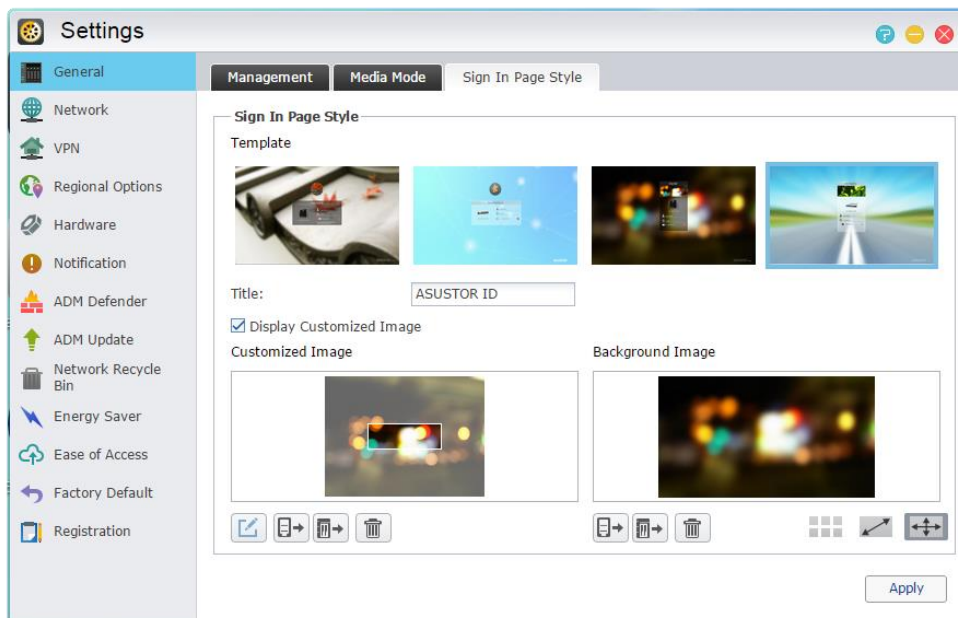 Settings
General
Management
Media Mode
Sign In Page Style
Network
VPN
Regional Options
Hardware
Notification
ADM Defender
ADM Update
Network Recycle
Bin
Energy Saver
Ease of Access
Factory Default
Registration
Sign In Page Style
Template
Title:
ASUSTOR ID
Display Customized Image
Customized Image
Background Image
Apply